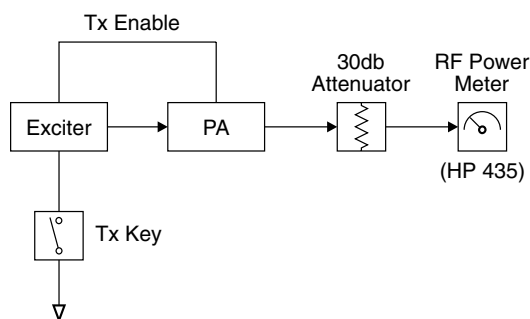 Tx Enable
30db
Attenuator
RF Power
Meter
Exciter
PA
(HP 435)
Tx Key